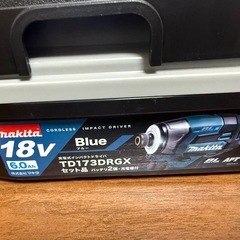 makita
CORDLESS IMPACT DRIVER
18V
6.0Ah
Blue
ブルー
充電式インパクトドライバ
TD173DRGX
セット品 バッテリ2個・充電器付
makita